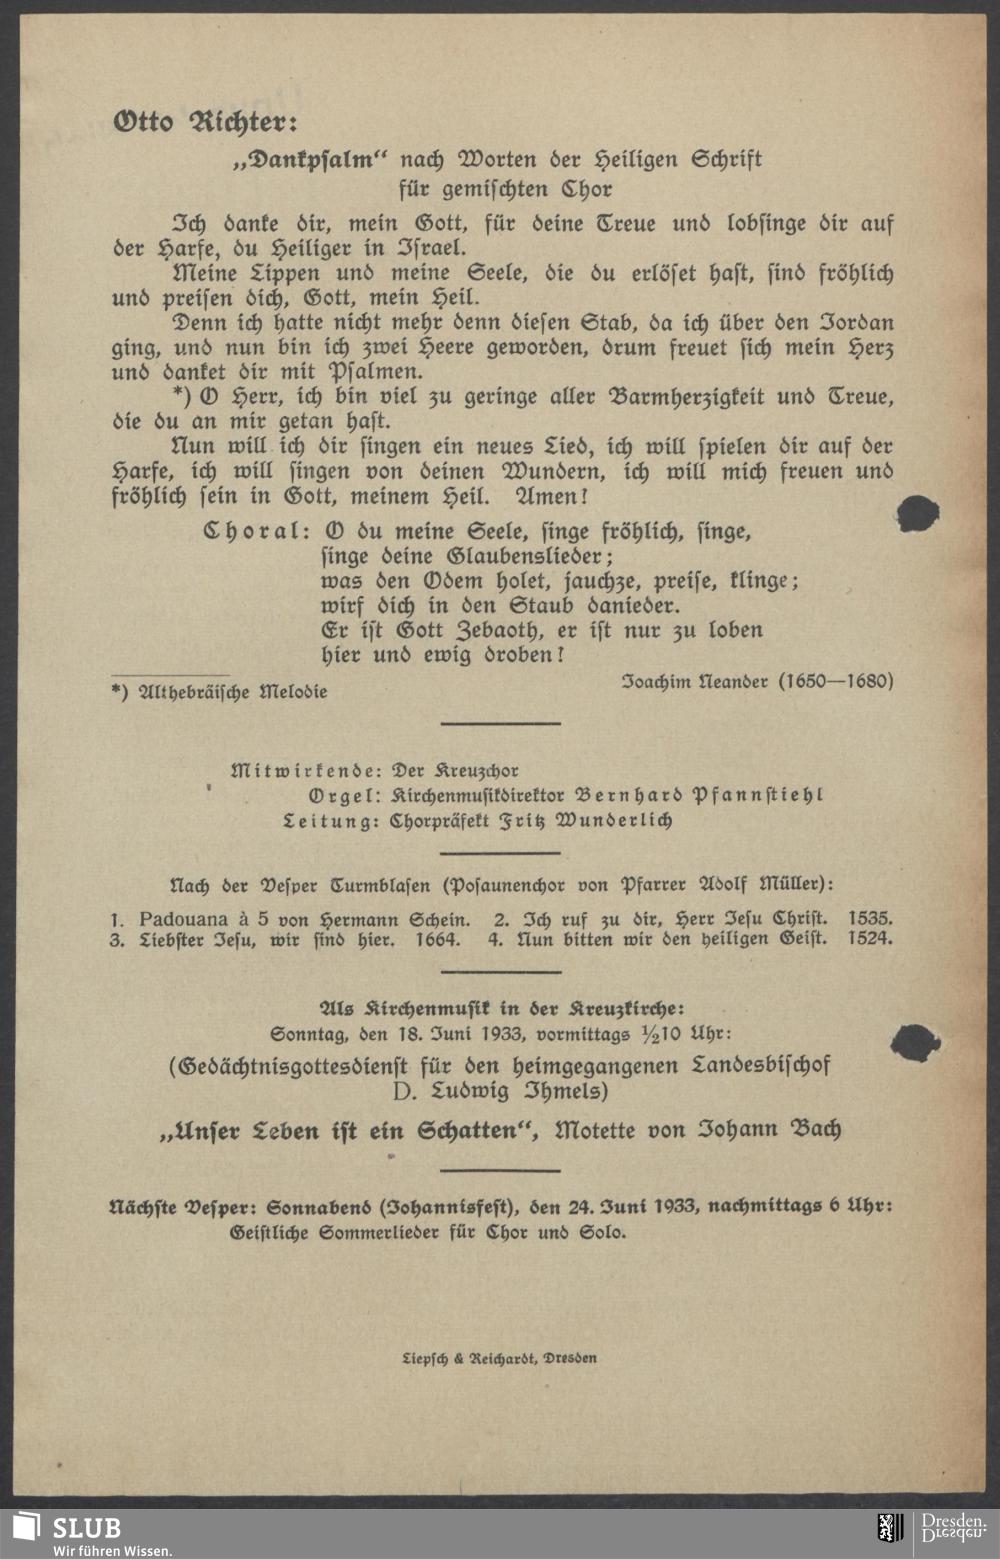 Otto Richter:
„Dankpsalm“ nach Worten der Heiligen Schrift
für gemischten Chor
Ich danke dir, mein Gott, für deine Treue und lobsinge dir auf
der Harfe, du Heiliger in Israel.
Meine Lippen und meine Seele, die du erlöset hast, sind fröhlich
und preisen dich, Gott, mein Heil.
Denn ich hatte nicht mehr denn diesen Stab, da ich über den Jordan
ging, und nun bin ich zwei Heere geworden, drum freuet sich mein Herz
und danket dir mit Psalmen.
*) O Herr, ich bin viel zu geringe aller Barmherzigkeit und Treue,
die du an mir getan hast.
Nun will ich dir singen ein neues Lied, ich will spielen dir auf der
Harfe, ich will singen von deinen Wundern, ich will mich freuen und
fröhlich sein in Gott, meinem Heil. Amen!
Choral: O du meine Seele, singe fröhlich, singe,
singe deine Glaubenslieder;
was den Odem holet, jauchze, preise, klinge;
wirf dich in den Staub danieder.
Er ist Gott Zebaoth, er ist nur zu loben
hier und ewig droben!
Joachim Neander (1650—1680)
*) Althebräische Melodie
Mitwirkende: Der Kreuzchor
Orgel: Kirchenmusikdirektor Bernhard Pfannstiehl
Leitung: Chorpräfekt Fritz Wunderlich
Nach der Vesper Turmblasen (Posaunenchor von Pfarrer Adolf Müller):
1. Padouana à 5 von Hermann Schein. 2. Ich ruf zu dir, Herr Jesu Christ. 1535.
3. Liebster Jesu, wir sind hier. 1664. 4. Nun bitten wir den heiligen Geist. 1524.
Als Kirchenmusik in der Kreuzkirche:
Sonntag, den 18. Juni 1933, vormittags ½10 Uhr:
(Gedächtnisgottesdienst für den heimgegangenen Landesbischof
D. Ludwig Ihmels)
„Unser Leben ist ein Schatten“, Motette von Johann Bach
Nächste Vesper: Sonnabend (Johannisfest), den 24. Juni 1933, nachmittags 6 Uhr:
Geistliche Sommerlieder für Chor und Solo.
Liepsch & Reichardt, Dresden
SLUB
Wir führen Wissen.
Dresden.
Dresden.